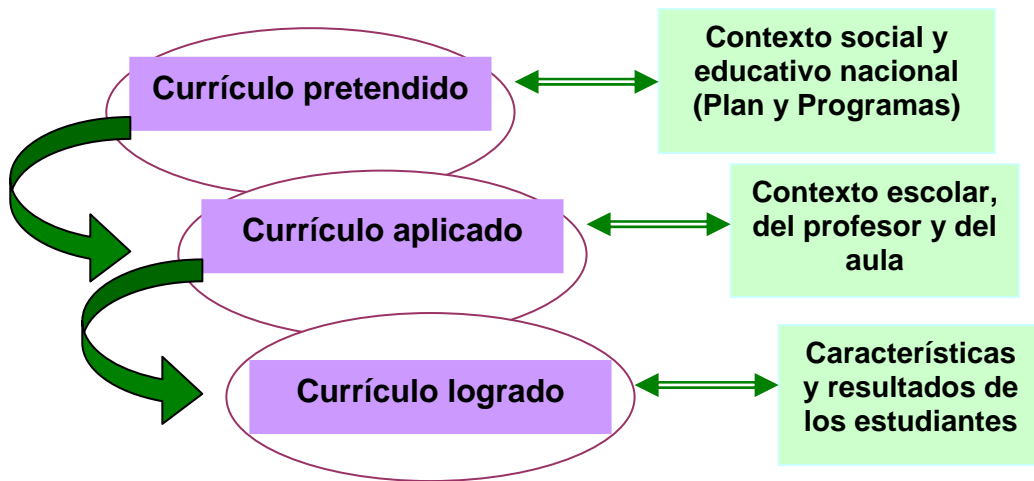 Currículo pretendido
Contexto social y
educativo nacional
(Plan y Programas)
Currículo aplicado
Contexto escolar,
del profesor y del
aula
Currículo logrado
Características
y resultados de
los estudiantes